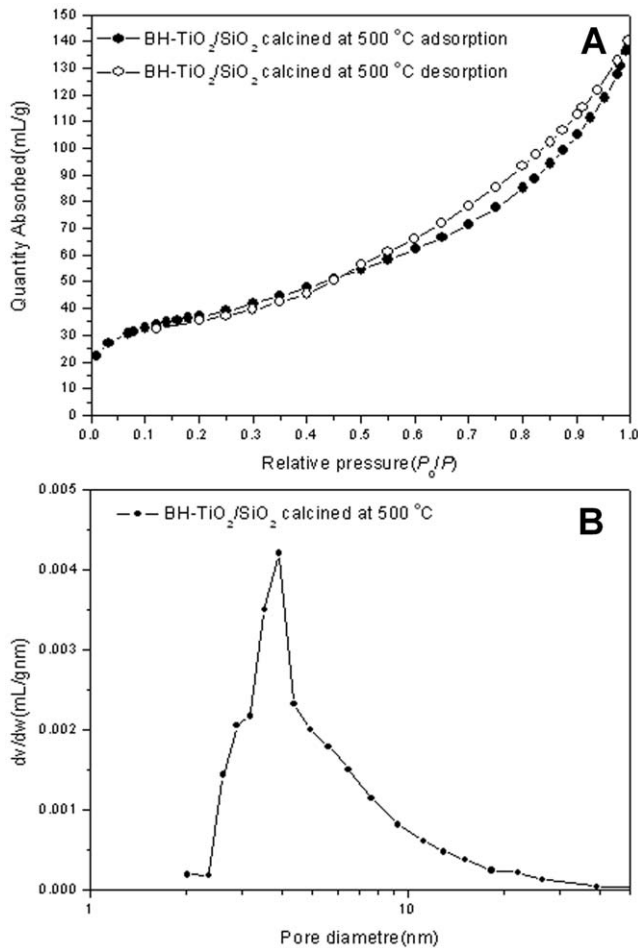 150
140
130
120
110
100
90
80
70
60
50
40
30
20
10
0
Quantity Absorbed(mL/g)
BH-TiO2/SiO2 calcined at 500 °C adsorption
BH-TiO2/SiO2 calcined at 500 °C desorption
A
0.0 0.1 0.2 0.3 0.4 0.5 0.6 0.7 0.8 0.9 1.0
Relative pressure(P0/P)
0.005
0.004
0.003
0.002
0.001
0.000
dv/dw(mL/gnm)
BH-TiO2/SiO2 calcined at 500 °C
B
1 10
Pore diametre(nm)